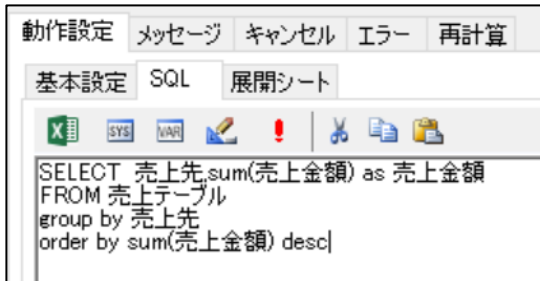 動作設定 メッセージ キャンセル エラー 再計算
基本設定 SQL 展開シート
SYS VAR
SELECT 売上先,sum(売上金額) as 売上金額
FROM 売上テーブル
group by 売上先
order by sum(売上金額) desc